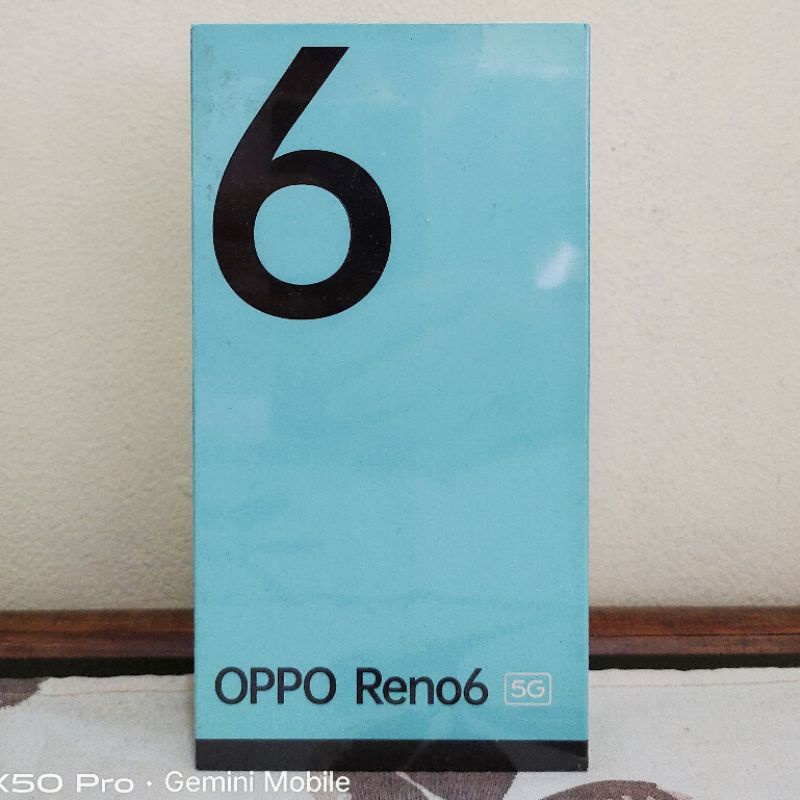 6
OPPO Reno6 5G
X50 Pro · Gemini Mobile